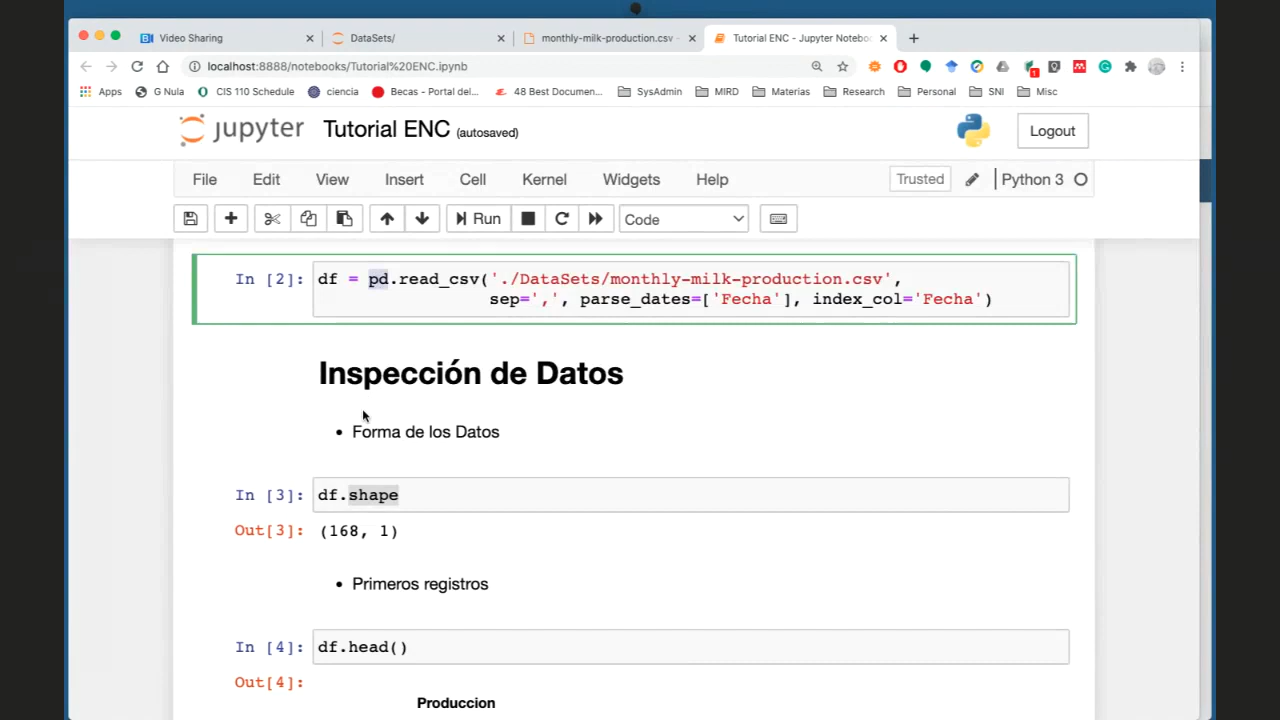 Video Sharing
DataSets/
monthly-milk-production.csv -
Tutorial ENC - Jupyter Noteboo
localhost:8888/notebooks/Tutorial%20ENC.ipynb
Apps
G Nula
CIS 110 Schedule
ciencia
Becas - Portal del...
48 Best Documen...
SysAdmin
MIRD
Materias
Research
Personal
SNI
Misc
jupyter Tutorial ENC (autosaved)
Logout
File Edit View Insert Cell Kernel Widgets Help
Trusted
Python 3
Run
Code
In [2]: df = pd.read_csv('./DataSets/monthly-milk-production.csv',
sep=',', parse_dates=['Fecha'], index_col='Fecha')
Inspección de Datos
• Forma de los Datos
In [3]: df.shape
Out[3]: (168, 1)
• Primeros registros
In [4]: df.head()
Out[4]:
Produccion